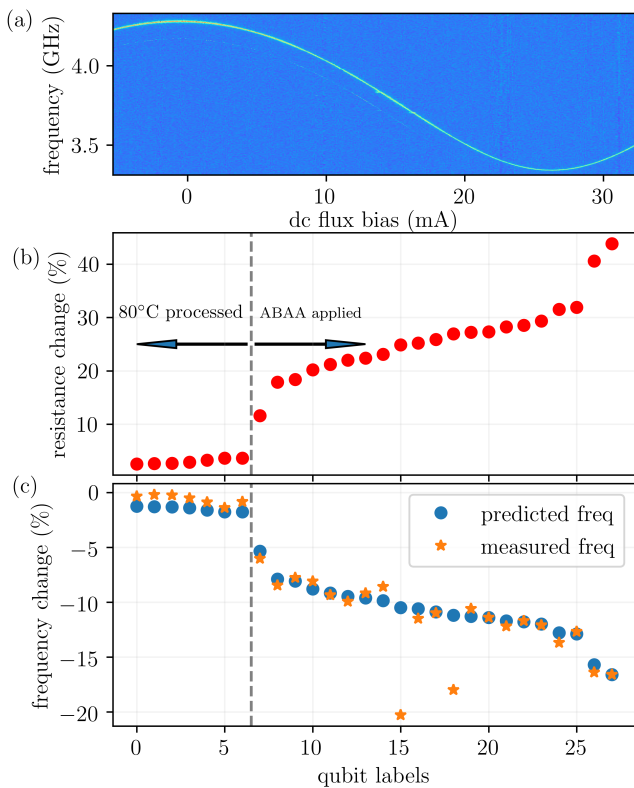 (a)
frequency (GHz)
4.0
3.5
0 10 20 30
dc flux bias (mA)
(b)
resistance change (%)
40
30
20
10
80°C processed
ABAA applied
(c)
frequency change (%)
0
−5
−10
−15
−20
predicted freq
measured freq
0 5 10 15 20 25
qubit labels